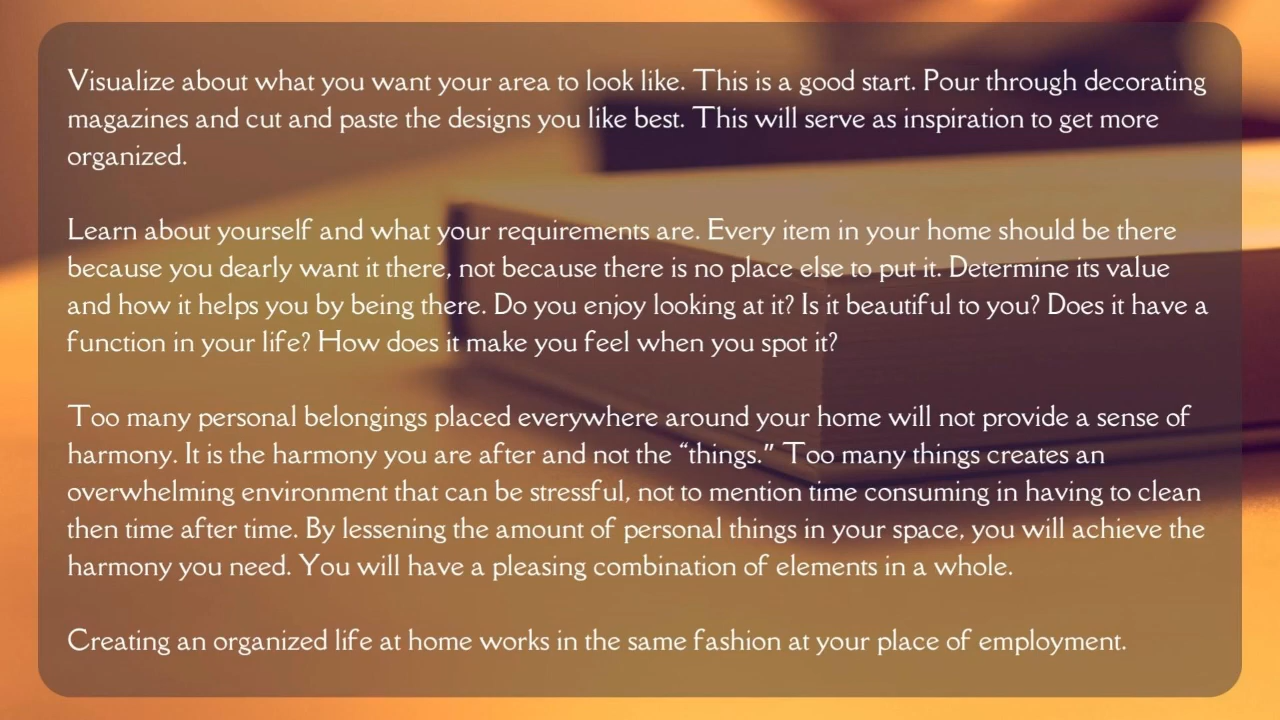 Visualize about what you want your area to look like. This is a good start. Pour through decorating
magazines and cut and paste the designs you like best. This will serve as inspiration to get more
organized.
Learn about yourself and what your requirements are. Every item in your home should be there
because you dearly want it there, not because there is no place else to put it. Determine its value
and how it helps you by being there. Do you enjoy looking at it? Is it beautiful to you? Does it have a
function in your life? How does it make you feel when you spot it?
Too many personal belongings placed everywhere around your home will not provide a sense of
harmony. It is the harmony you are after and not the “things.” Too many things creates an
overwhelming environment that can be stressful, not to mention time consuming in having to clean
then time after time. By lessening the amount of personal things in your space, you will achieve the
harmony you need. You will have a pleasing combination of elements in a whole.
Creating an organized life at home works in the same fashion at your place of employment.